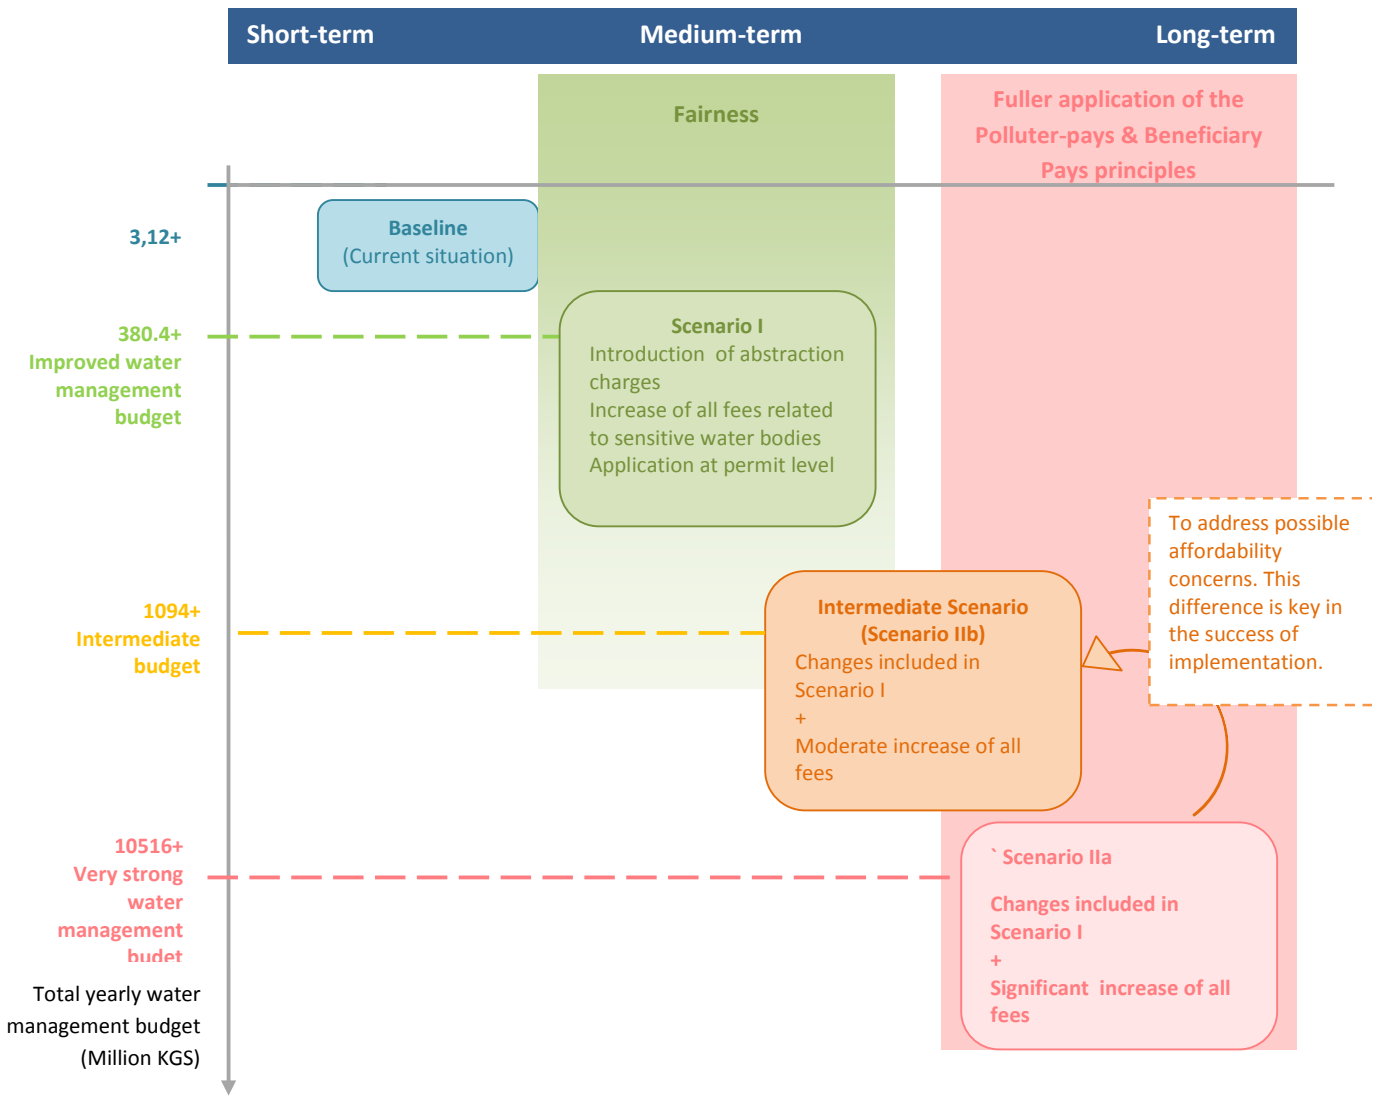 Short-term
Medium-term
Long-term
Fairness
Fuller application of the
Polluter-pays & Beneficiary
Pays principles
3,12+
Baseline
(Current situation)
380.4+
Improved water
management
budget
Scenario I
Introduction of abstraction
charges
Increase of all fees related
to sensitive water bodies
Application at permit level
To address possible
affordability
concerns. This
difference is key in
the success of
implementation.
1094+
Intermediate
budget
Intermediate Scenario
(Scenario IIb)
Changes included in
Scenario I
+
Moderate increase of all
fees
10516+
Very strong
water
management
budet
` Scenario IIa
Changes included in
Scenario I
+
Significant increase of all
fees
Total yearly water
management budget
(Million KGS)